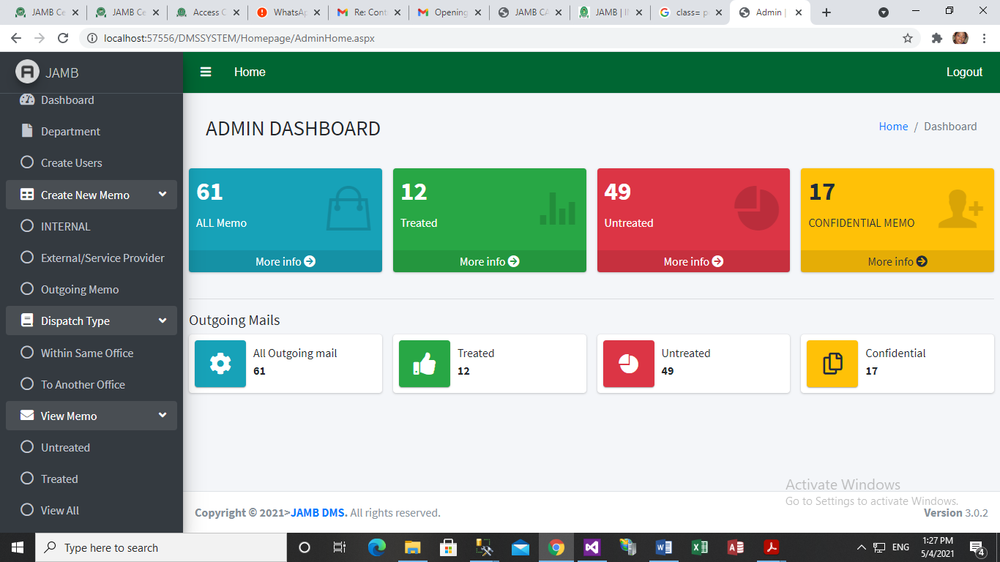 JAMB Ce
JAMB Ce
Access C
WhatsAp
Re: Cont
Opening
JAMB CA
JAMB | I
class= p
Admin |
localhost:57556/DMSSYSTEM/Homepage/AdminHome.aspx
JAMB
Home
Logout
Dashboard
Department
Create Users
Create New Memo
INTERNAL
External/Service Provider
Outgoing Memo
Dispatch Type
Within Same Office
To Another Office
View Memo
Untreated
Treated
View All
ADMIN DASHBOARD
Home / Dashboard
61
ALL Memo
More info
12
Treated
More info
49
Untreated
More info
17
CONFIDENTIAL MEMO
More info
Outgoing Mails
All Outgoing mail
61
Treated
12
Untreated
49
Confidential
17
Activate Windows
Go to Settings to activate Windows.
Copyright © 2021>JAMB DMS. All rights reserved.
Version 3.0.2
Type here to search
ENG
1:27 PM
5/4/2021
4